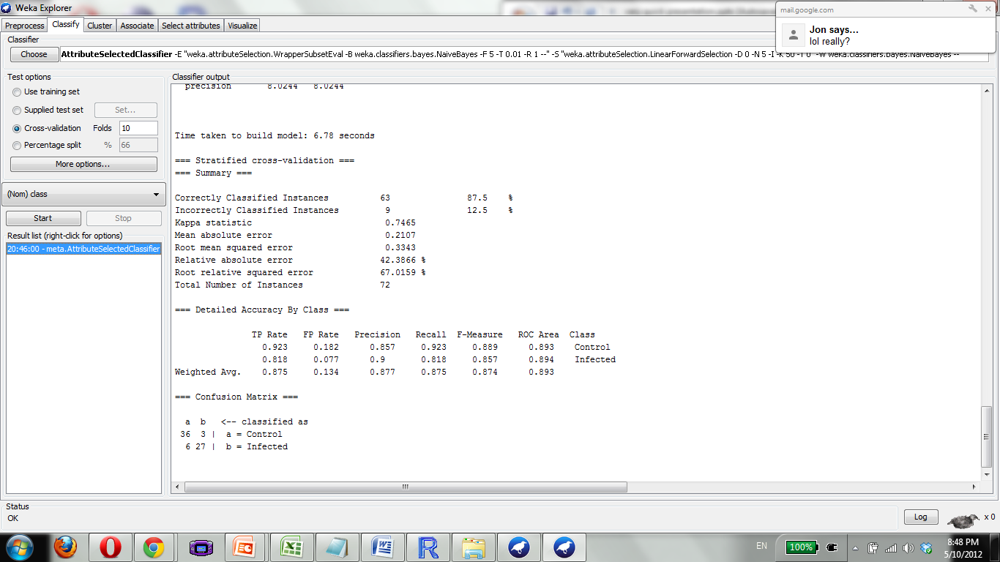 Weka Explorer
Preprocess Classify Cluster Associate Select attributes Visualize
mail.google.com
Jon says...
lol really?
Classifier
Choose AttributeSelectedClassifier -E "weka.attributeSelection.WrapperSubsetEval -B weka.classifiers.bayes.NaiveBayes -F 5 -T 0.01 -R 1 --" -S "weka.attributeSelection.LinearForwardSelection -D 0 -N 5 -I -K 50 -T 0" -W weka.classifiers.bayes.NaiveBayes --
Test options
Use training set
Supplied test set Set...
Cross-validation Folds 10
Percentage split % 66
More options...
(Nom) class
Start Stop
Result list (right-click for options)
20:46:00 - meta.AttributeSelectedClassifier
Classifier output
precision 8.0244 8.0244
Time taken to build model: 6.78 seconds
=== Stratified cross-validation ===
=== Summary ===
Correctly Classified Instances 63 87.5 %
Incorrectly Classified Instances 9 12.5 %
Kappa statistic 0.7465
Mean absolute error 0.2107
Root mean squared error 0.3343
Relative absolute error 42.3866 %
Root relative squared error 67.0159 %
Total Number of Instances 72
=== Detailed Accuracy By Class ===
TP Rate FP Rate Precision Recall F-Measure ROC Area Class
0.923 0.182 0.857 0.923 0.889 0.893 Control
0.818 0.077 0.9 0.818 0.857 0.894 Infected
Weighted Avg. 0.875 0.134 0.877 0.875 0.874 0.893
=== Confusion Matrix ===
a b <-- classified as
36 3 | a = Control
6 27 | b = Infected
Status
OK
Log x 0
EN
100%
8:48 PM
5/10/2012